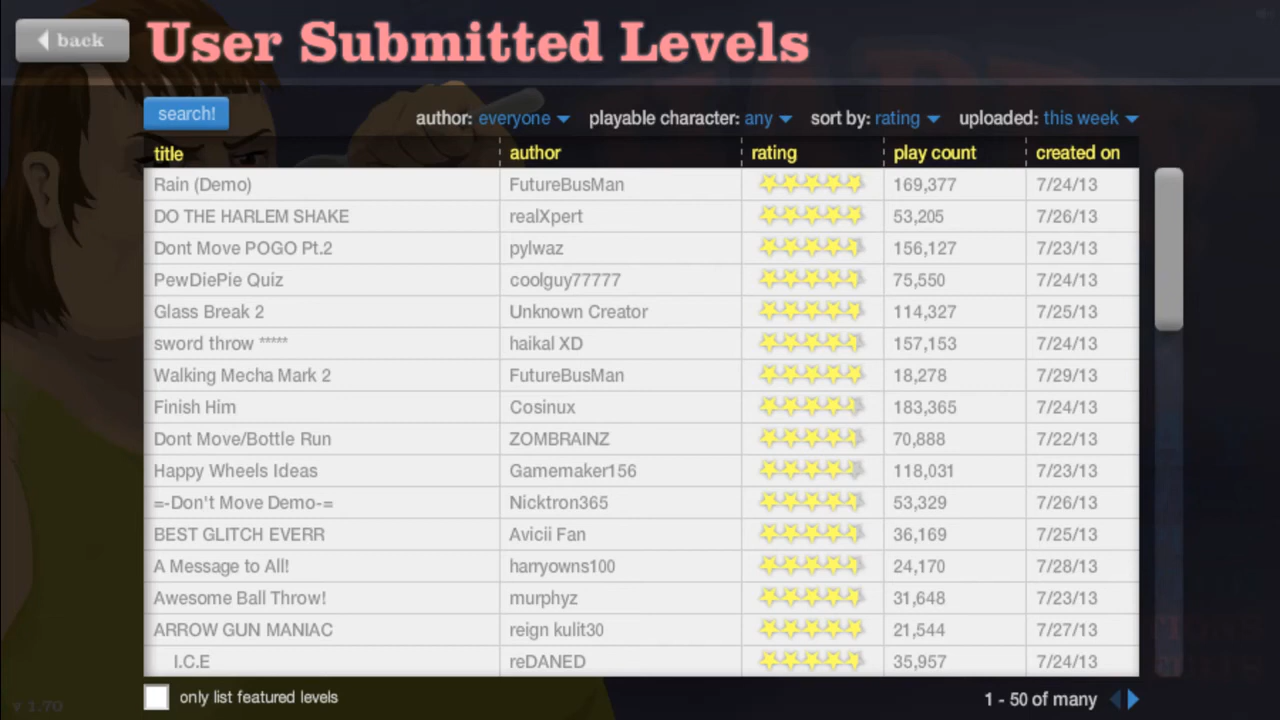 back
User Submitted Levels
search!
author: everyone playable character: any sort by: rating uploaded: this week
title author rating play count created on
Rain (Demo) FutureBusMan 169,377 7/24/13
DO THE HARLEM SHAKE realXpert 53,205 7/26/13
Dont Move POGO Pt.2 pylwaz 156,127 7/23/13
PewDiePie Quiz coolguy77777 75,550 7/24/13
Glass Break 2 Unknown Creator 114,327 7/25/13
sword throw ***** haikal XD 157,153 7/24/13
Walking Mecha Mark 2 FutureBusMan 18,278 7/29/13
Finish Him Cosinux 183,365 7/24/13
Dont Move/Bottle Run ZOMBRAINZ 70,888 7/22/13
Happy Wheels Ideas Gamemaker156 118,031 7/23/13
=-Don't Move Demo-= Nicktron365 53,329 7/26/13
BEST GLITCH EVERR Avicii Fan 36,169 7/25/13
A Message to All! harryowns100 24,170 7/28/13
Awesome Ball Throw! murphyz 31,648 7/23/13
ARROW GUN MANIAC reign kulit30 21,544 7/27/13
I.C.E reDANED 35,957 7/24/13
only list featured levels
1 - 50 of many
v 1.70